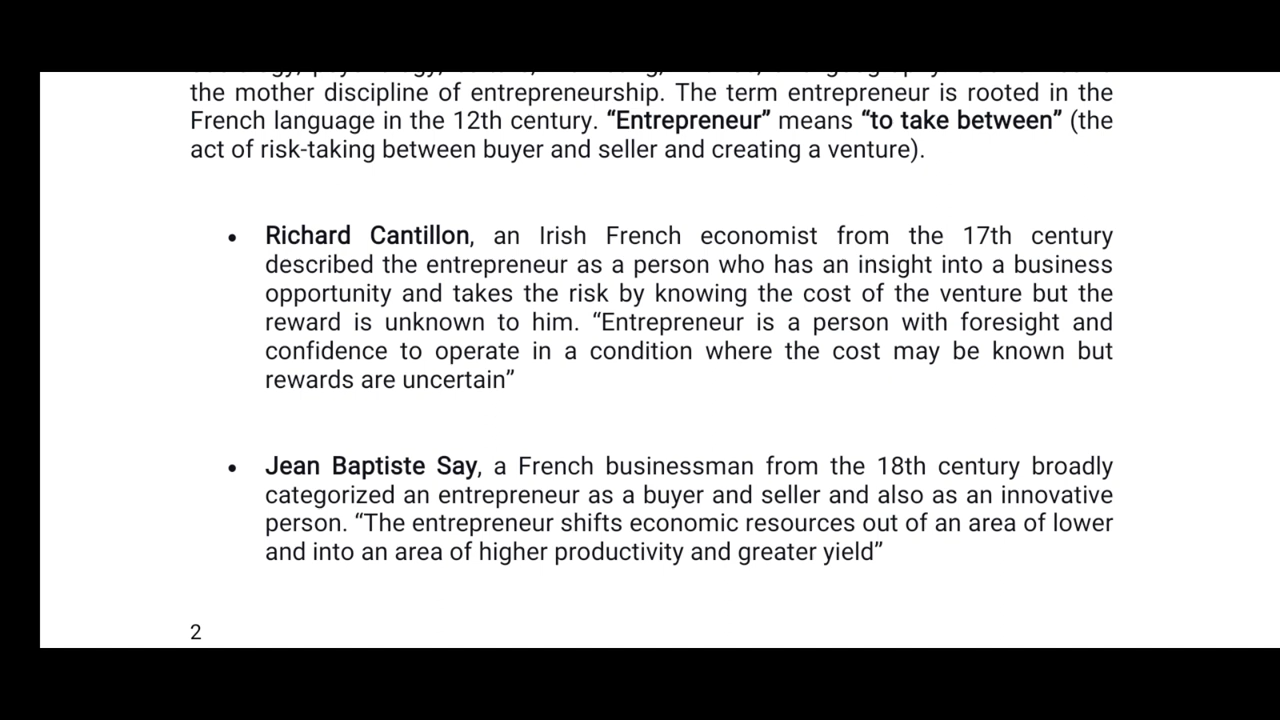 the mother discipline of entrepreneurship. The term entrepreneur is rooted in the
French language in the 12th century. “Entrepreneur” means “to take between” (the
act of risk-taking between buyer and seller and creating a venture).
• Richard Cantillon, an Irish French economist from the 17th century
described the entrepreneur as a person who has an insight into a business
opportunity and takes the risk by knowing the cost of the venture but the
reward is unknown to him. “Entrepreneur is a person with foresight and
confidence to operate in a condition where the cost may be known but
rewards are uncertain”
• Jean Baptiste Say, a French businessman from the 18th century broadly
categorized an entrepreneur as a buyer and seller and also as an innovative
person. “The entrepreneur shifts economic resources out of an area of lower
and into an area of higher productivity and greater yield”
2